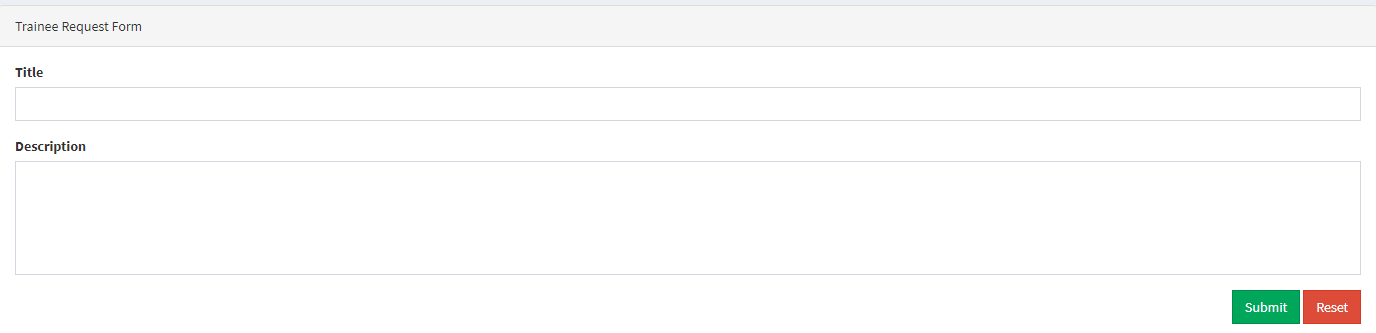 Trainee Request Form
Title
Description
Submit Reset